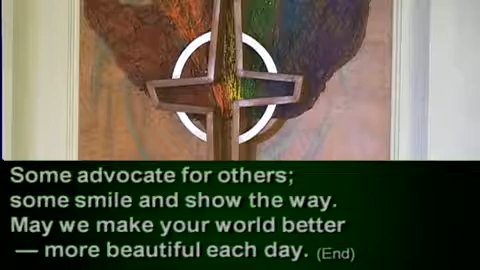 Some advocate for others;
some smile and show the way.
May we make your world better
— more beautiful each day. (End)